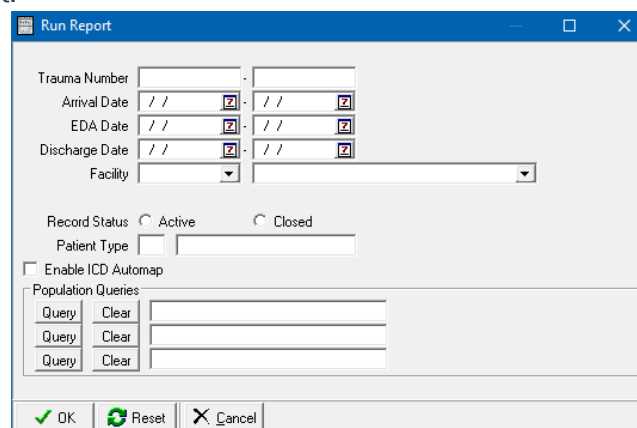 Run Report
Trauma Number -
Arrival Date / / - / /
EDA Date / / - / /
Discharge Date / / - / /
Facility
Record Status Active Closed
Patient Type
Enable ICD Automap
Population Queries
Query Clear
Query Clear
Query Clear
OK Reset Cancel